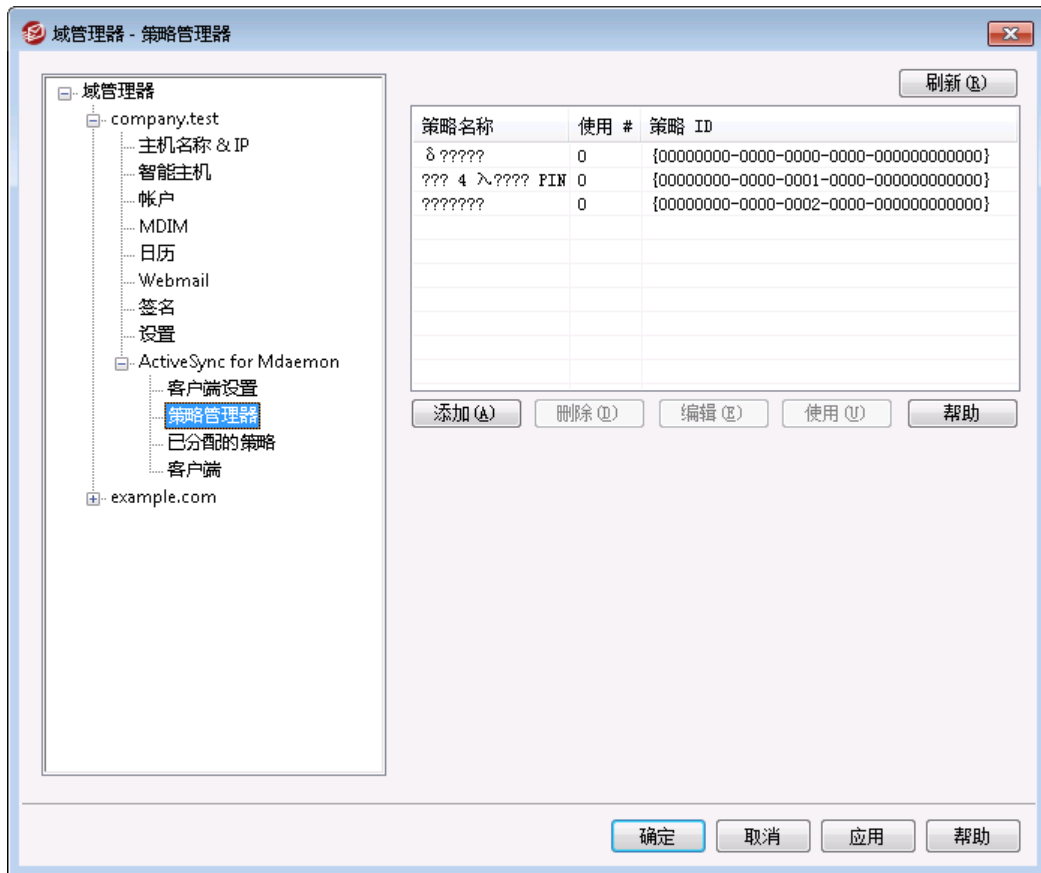 域管理器 - 策略管理器
域管理器
company.test
主机名称 & IP
智能主机
帐户
MDIM
日历
Webmail
签名
设置
ActiveSync for Mdaemon
客户端设置
策略管理器
已分配的策略
客户端
example.com
刷新(R)
策略名称 使用 # 策略 ID
δ????? 0 {00000000-0000-0000-0000-000000000000}
??? 4 入???? PIN 0 {00000000-0000-0001-0000-000000000000}
??????? 0 {00000000-0000-0002-0000-000000000000}
添加(A) 删除(D) 编辑(E) 使用(U) 帮助
确定 取消 应用 帮助